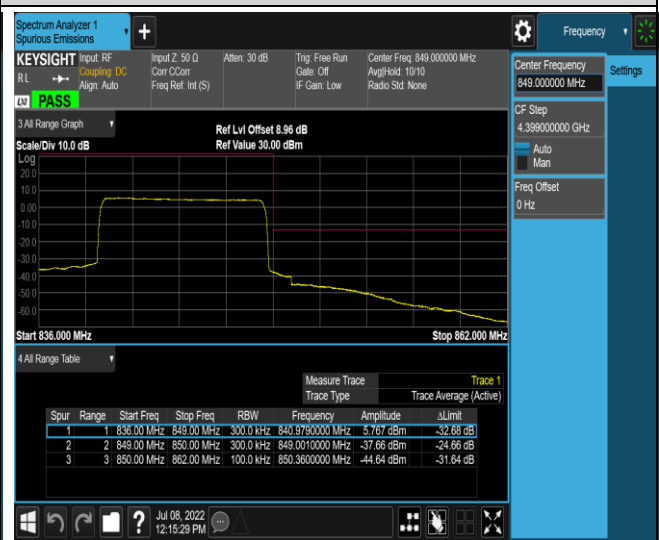 Spectrum Analyzer 1
Spurious Emissions
+
Frequency
KEYSIGHT Input: RF Input Z: 50 Ω Atten: 30 dB Trig: Free Run Center Freq: 849.000000 MHz
RL Coupling: DC Corr CCorr Gate: Off Avg|Hold: 10/10
Align: Auto Freq Ref: Int (S) IF Gain: Low Radio Std: None
LXI PASS
3 All Range Graph
Ref Lvl Offset 8.96 dB
Scale/Div 10.0 dB Ref Value 30.00 dBm
Log
20.0
10.0
0.00
-10.0
-20.0
-30.0
-40.0
-50.0
-60.0
Start 836.000 MHz Stop 862.000 MHz
4 All Range Table
Measure Trace Trace 1
Trace Type Trace Average (Active)
Spur Range Start Freq Stop Freq RBW Frequency Amplitude ΔLimit
1 1 836.00 MHz 849.00 MHz 300.0 kHz 840.9790000 MHz 5.767 dBm -32.68 dB
2 2 849.00 MHz 850.00 MHz 300.0 kHz 849.0010000 MHz -37.66 dBm -24.66 dB
3 3 850.00 MHz 862.00 MHz 100.0 kHz 850.3600000 MHz -44.64 dBm -31.64 dB
? Jul 08, 2022
12:15:29 PM
Center Frequency
849.000000 MHz
Settings
CF Step
4.399000000 GHz
Auto
Man
Freq Offset
0 Hz